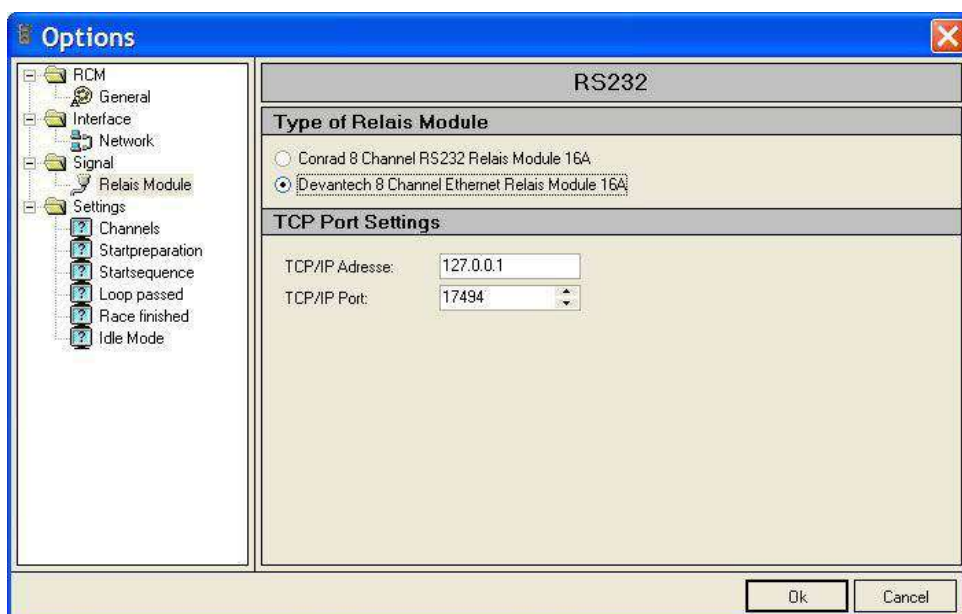 Options
RCM
General
Interface
Network
Signal
Relais Module
Settings
Channels
Startpreparation
Startsequence
Loop passed
Race finished
Idle Mode
RS232
Type of Relais Module
Conrad 8 Channel RS232 Relais Module 16A
Devantech 8 Channel Ethernet Relais Module 16A
TCP Port Settings
TCP/IP Adresse: 127.0.0.1
TCP/IP Port: 17494
Ok Cancel